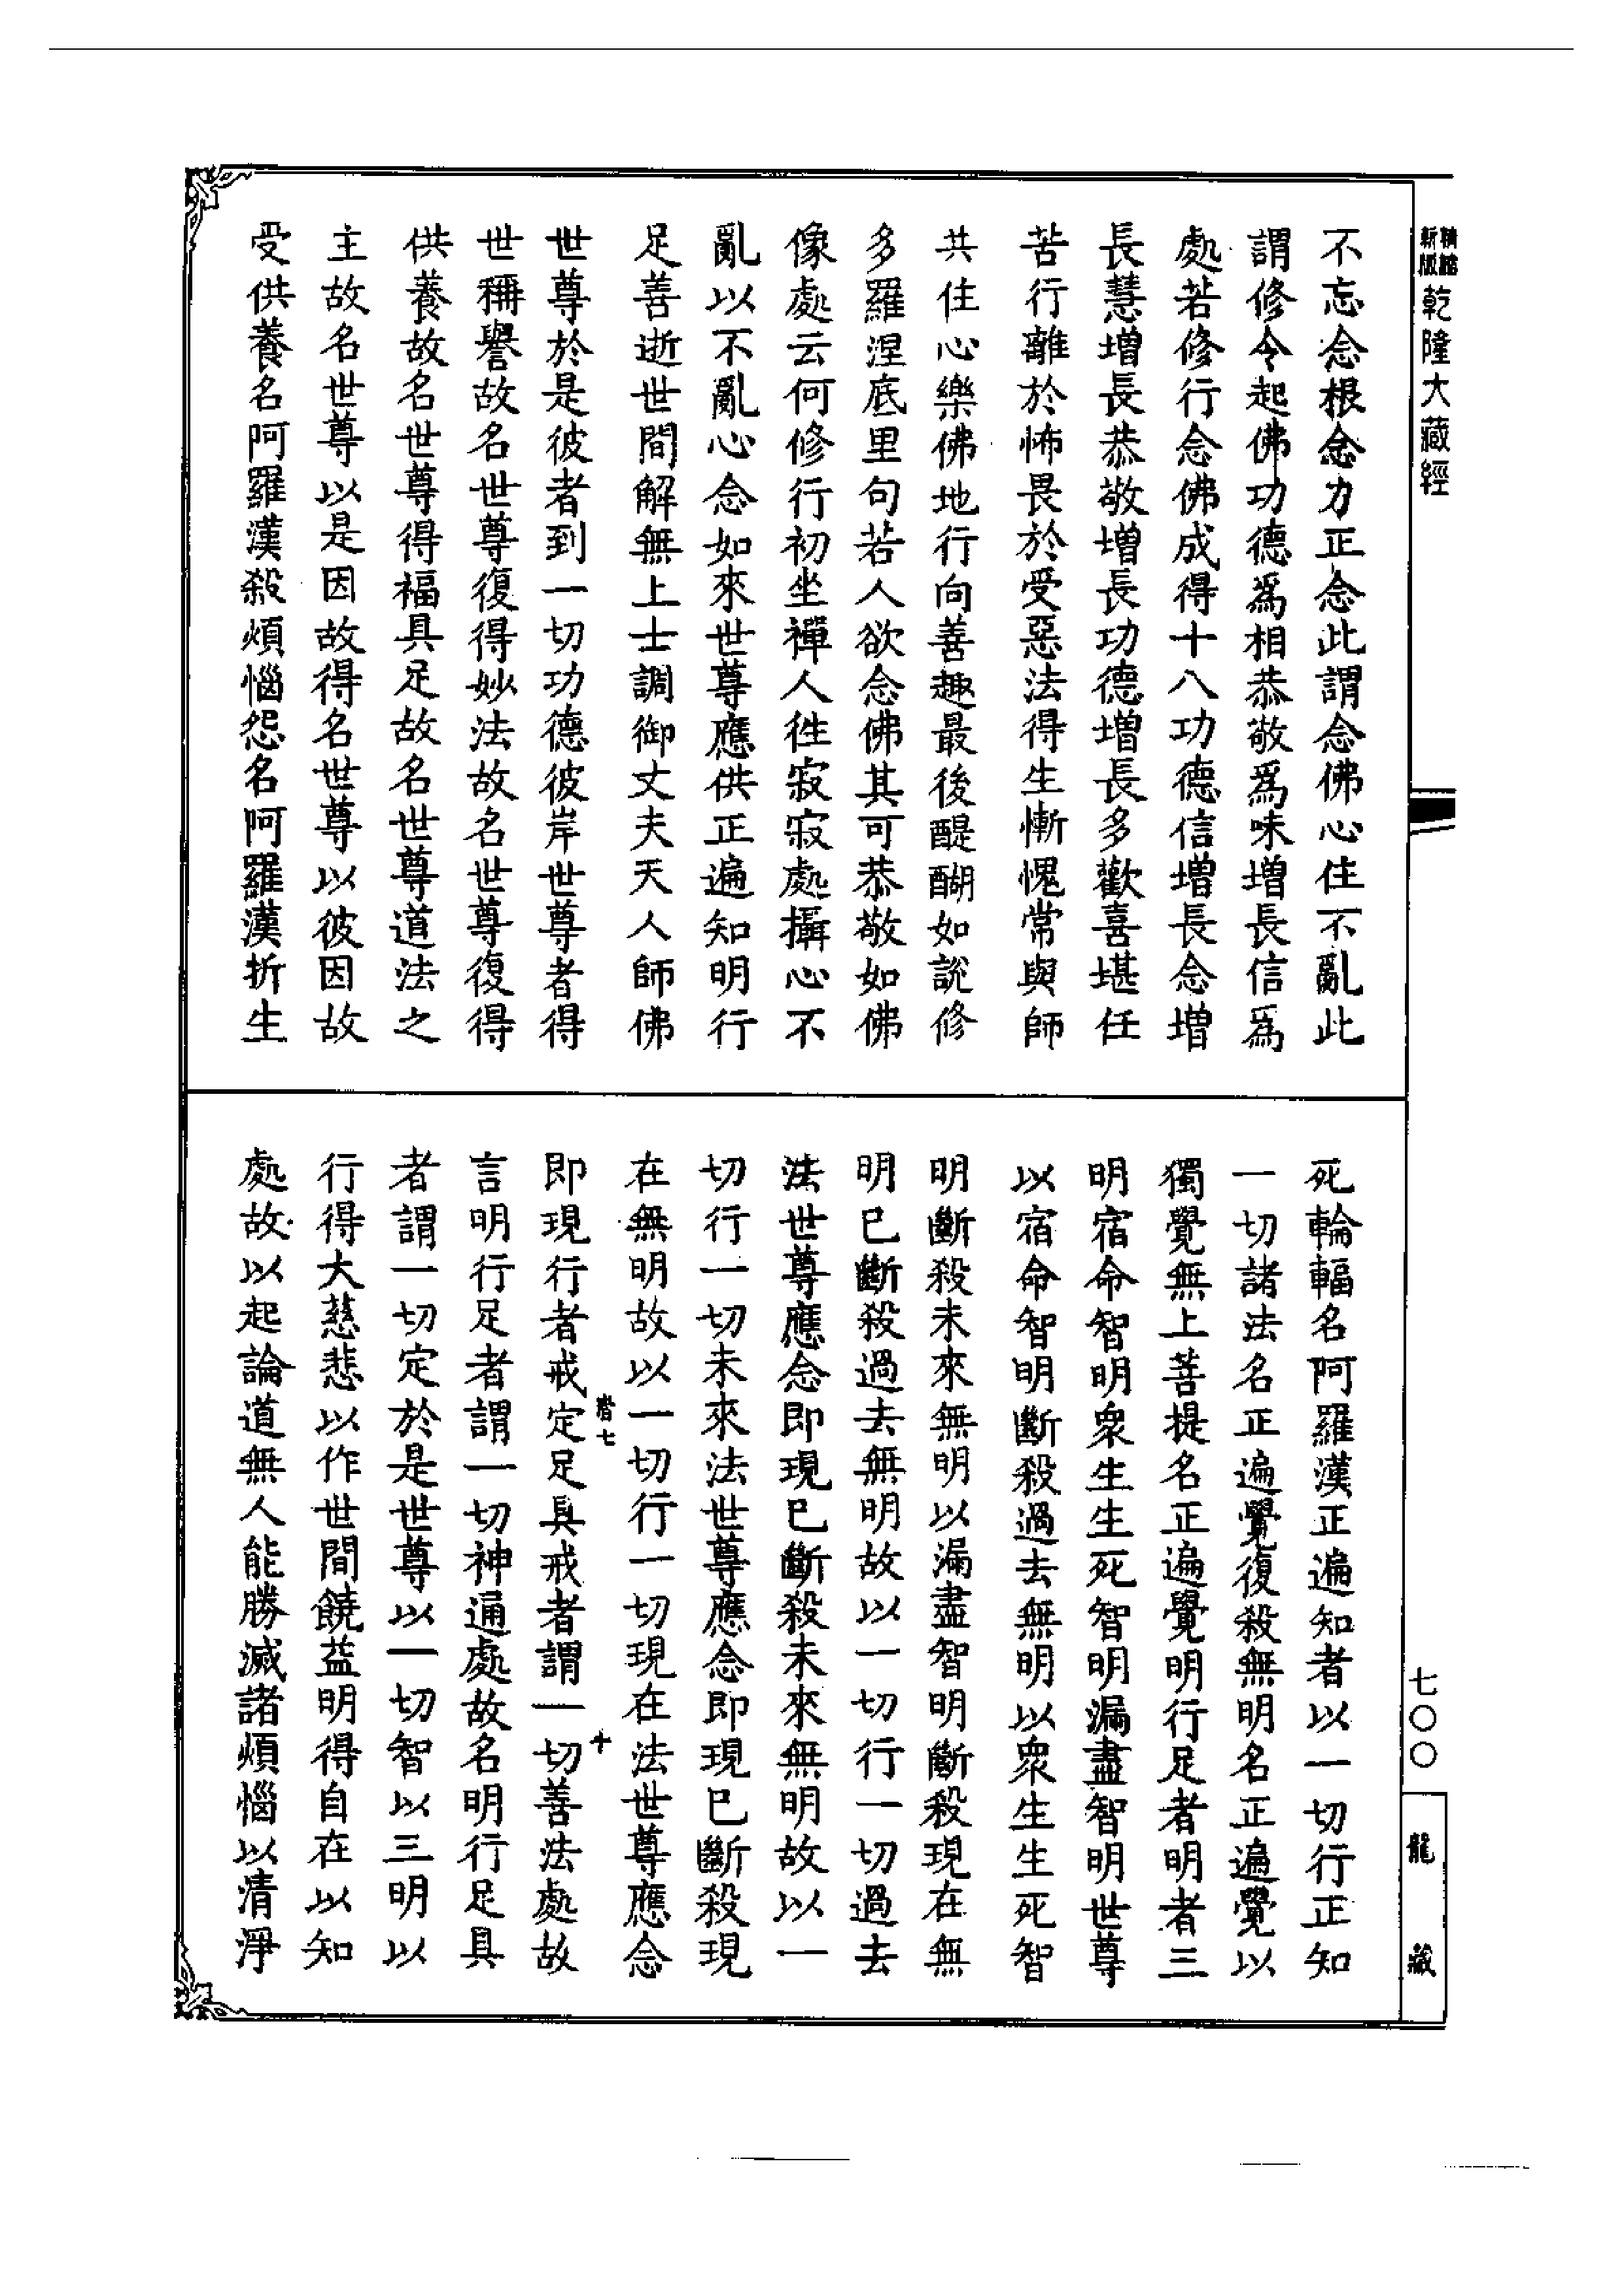 精緻新版乾隆大藏經
不忘念根念力正念此謂念佛心住不亂此
謂修令起佛功德爲相恭敬爲味增長信爲
處若修行念佛成得十八功德信增長念增
長慧增長恭敬增長功德增長多歡喜堪任
苦行離於怖畏於受惡法得生慚愧常與師
共住心樂佛地行向善趣最後醍醐如說修
多羅涅底里句若人欲念佛其可恭敬如佛
像處云何修行初坐禪人徃寂寂處攝心不
亂以不亂心念如來世尊應供正遍知明行
足善逝世間解無上士調御丈夫天人師佛
世尊於是彼者到一切功德彼岸世尊者得
世稱譽故名世尊復得妙法故名世尊復得
供養故名世尊得福具足故名世尊道法之
主故名世尊以是因故得名世尊以彼因故
受供養名阿羅漢殺煩惱怨名阿羅漢折生
死輪輻名阿羅漢正遍知者以一切行正知
一切諸法名正遍覺復殺無明名正遍覺以
獨覺無上菩提名正遍覺明行足者明者三
明宿命智明衆生生死智明漏盡智明世尊
以宿命智明斷殺過去無明以衆生生死智
明斷殺未來無明以漏盡智明斷殺現在無
明已斷殺過去無明故以一切行一切過去
法世尊應念即現已斷殺未來無明故以一
切行一切未來法世尊應念即現已斷殺現
在無明故以一切行一切現在法世尊應念
即現行者戒定足具戒者謂一切善法處故
言明行足者謂一切神通處故名明行足具
者謂一切定於是世尊以一切智以三明以
行得大慈悲以作世間饒益明得自在以知
處故以起論道無人能勝滅諸煩惱以清淨
七〇〇
龍藏